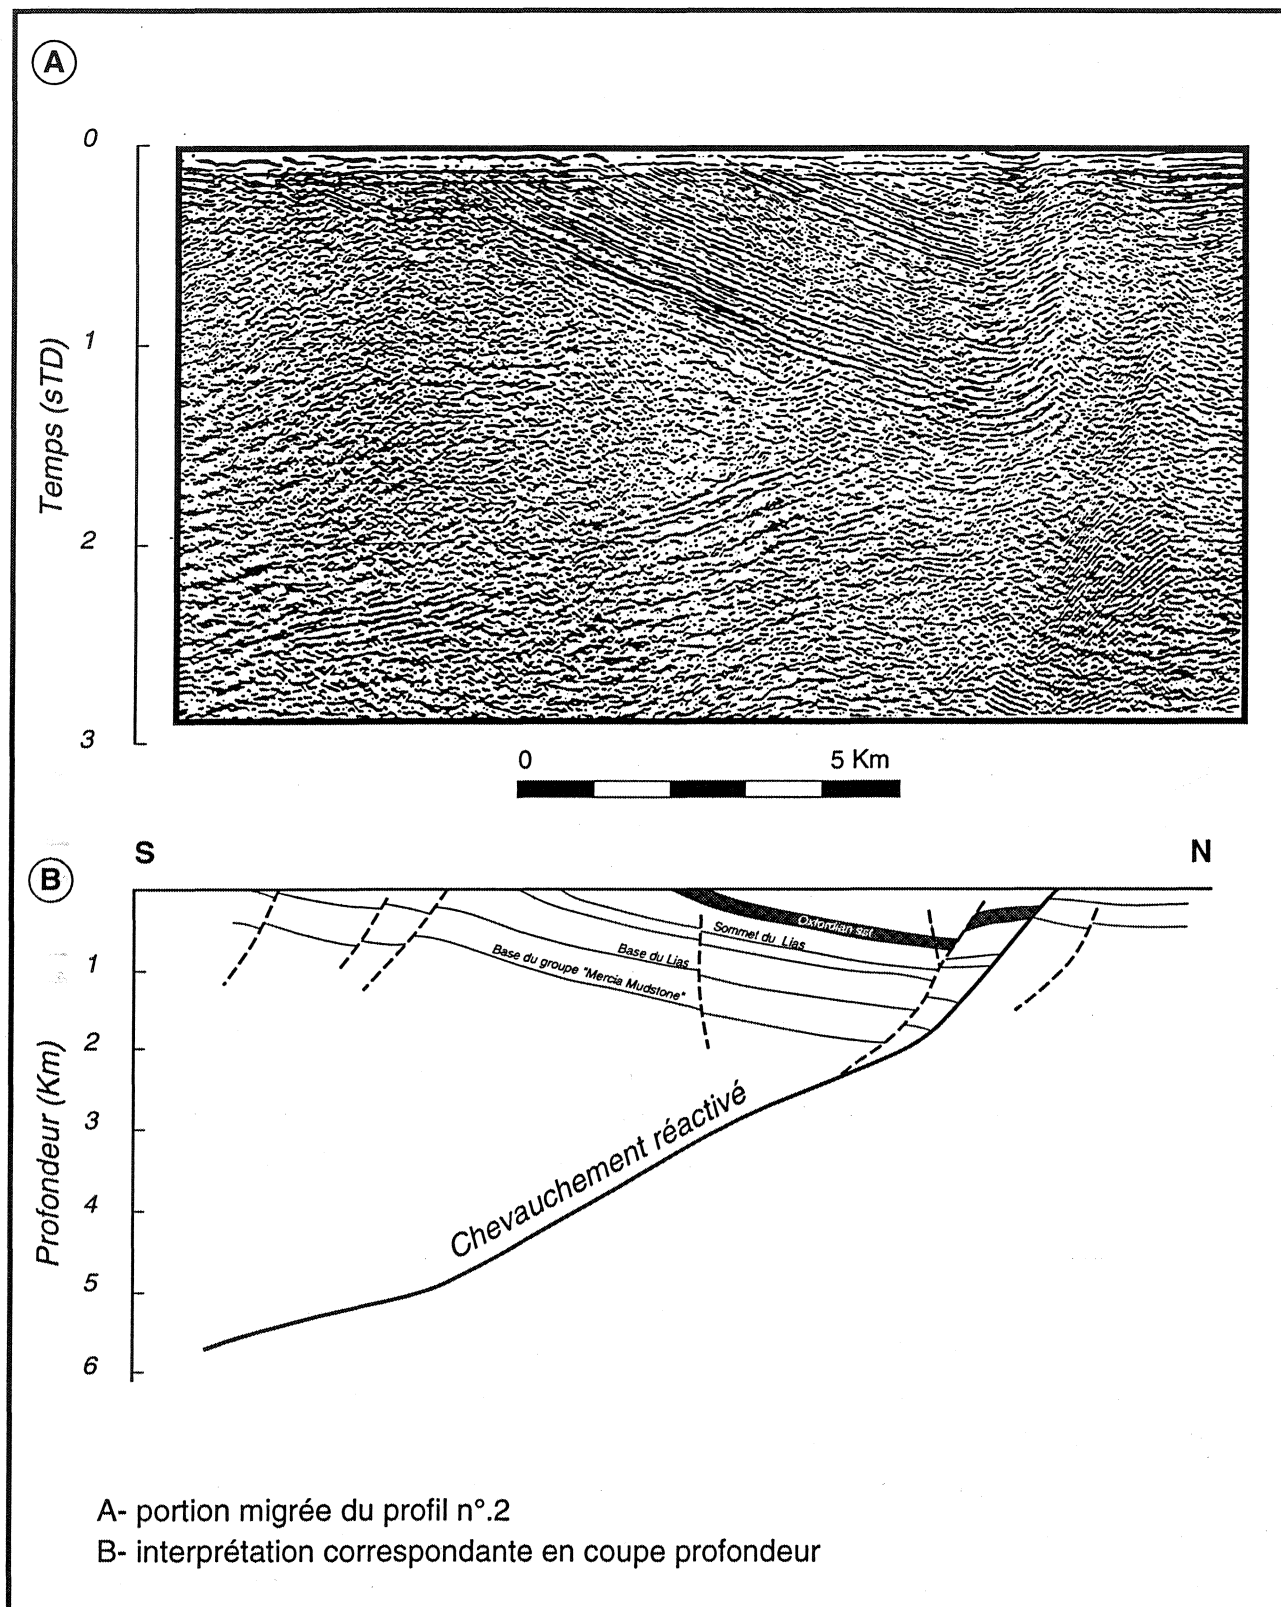 A
0
1
2
3
Temps (sTD)
0 5 Km
B
S N
1
2
3
4
5
6
Profondeur (Km)
Oxfordian sst
Sommet du Lias
Base du Lias
Base du groupe "Mercia Mudstone"
Chevauchement réactivé
A- portion migrée du profil n°.2
B- interprétation correspondante en coupe profondeur